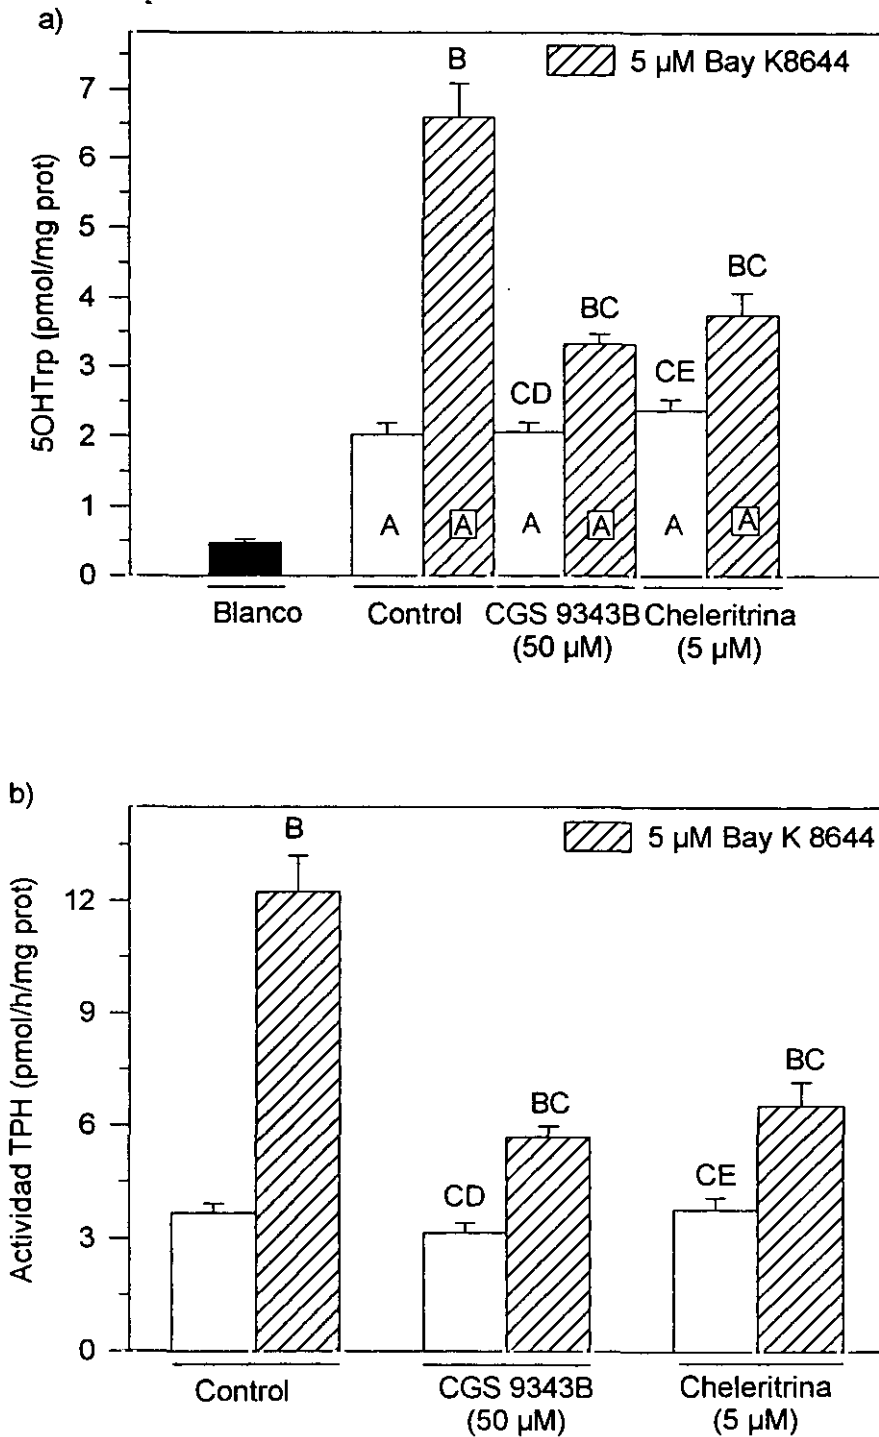 a)
B
5 µM Bay K8644
7
6
5
4
3
2
1
0
5OHTrp (pmol/mg prot)
BC
BC
CD
CE
A
A
A
A
A
A
Blanco
Control
CGS 9343B
(50 µM)
Cheleritrina
(5 µM)
b)
B
5 µM Bay K 8644
12
9
6
3
0
Actividad TPH (pmol/h/mg prot)
BC
BC
CD
CE
Control
CGS 9343B
(50 µM)
Cheleritrina
(5 µM)